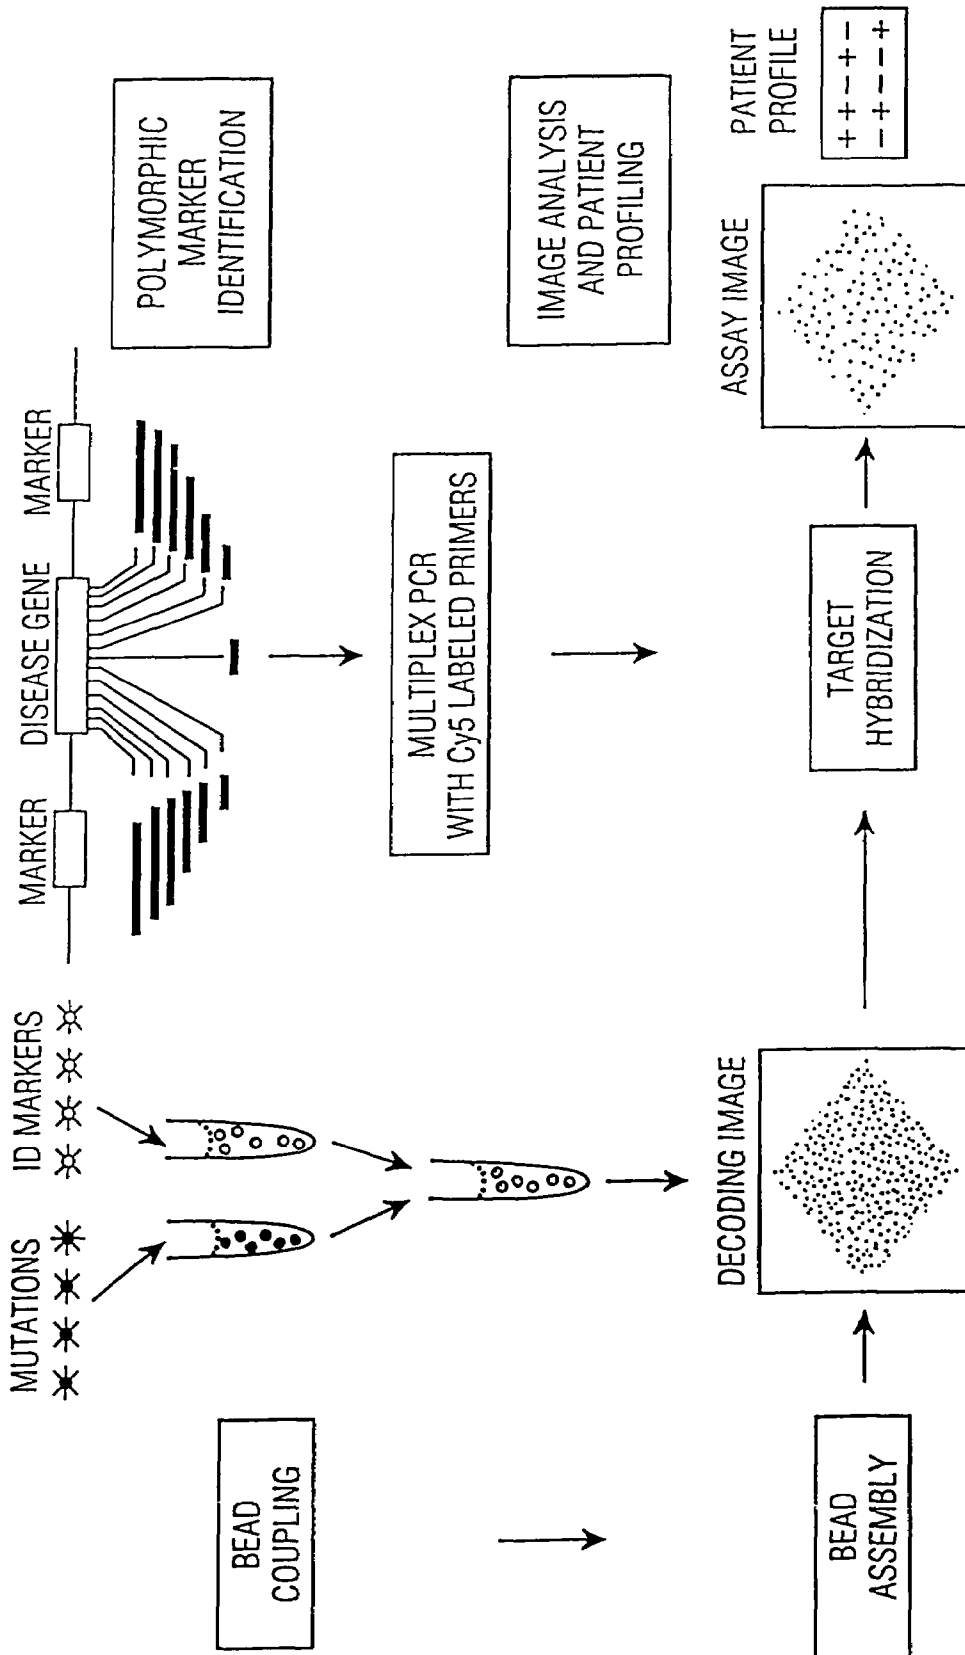 MUTATIONS
ID MARKERS
MARKER
DISEASE GENE
MARKER
BEAD
COUPLING
POLYMORPHIC
MARKER
IDENTIFICATION
MULTIPLEX PCR
WITH Cy5 LABELED PRIMERS
IMAGE ANALYSIS
AND PATIENT
PROFILING
DECODING IMAGE
ASSAY IMAGE
PATIENT
PROFILE
BEAD
ASSEMBLY
TARGET
HYBRIDIZATION
++-+-
-+--+